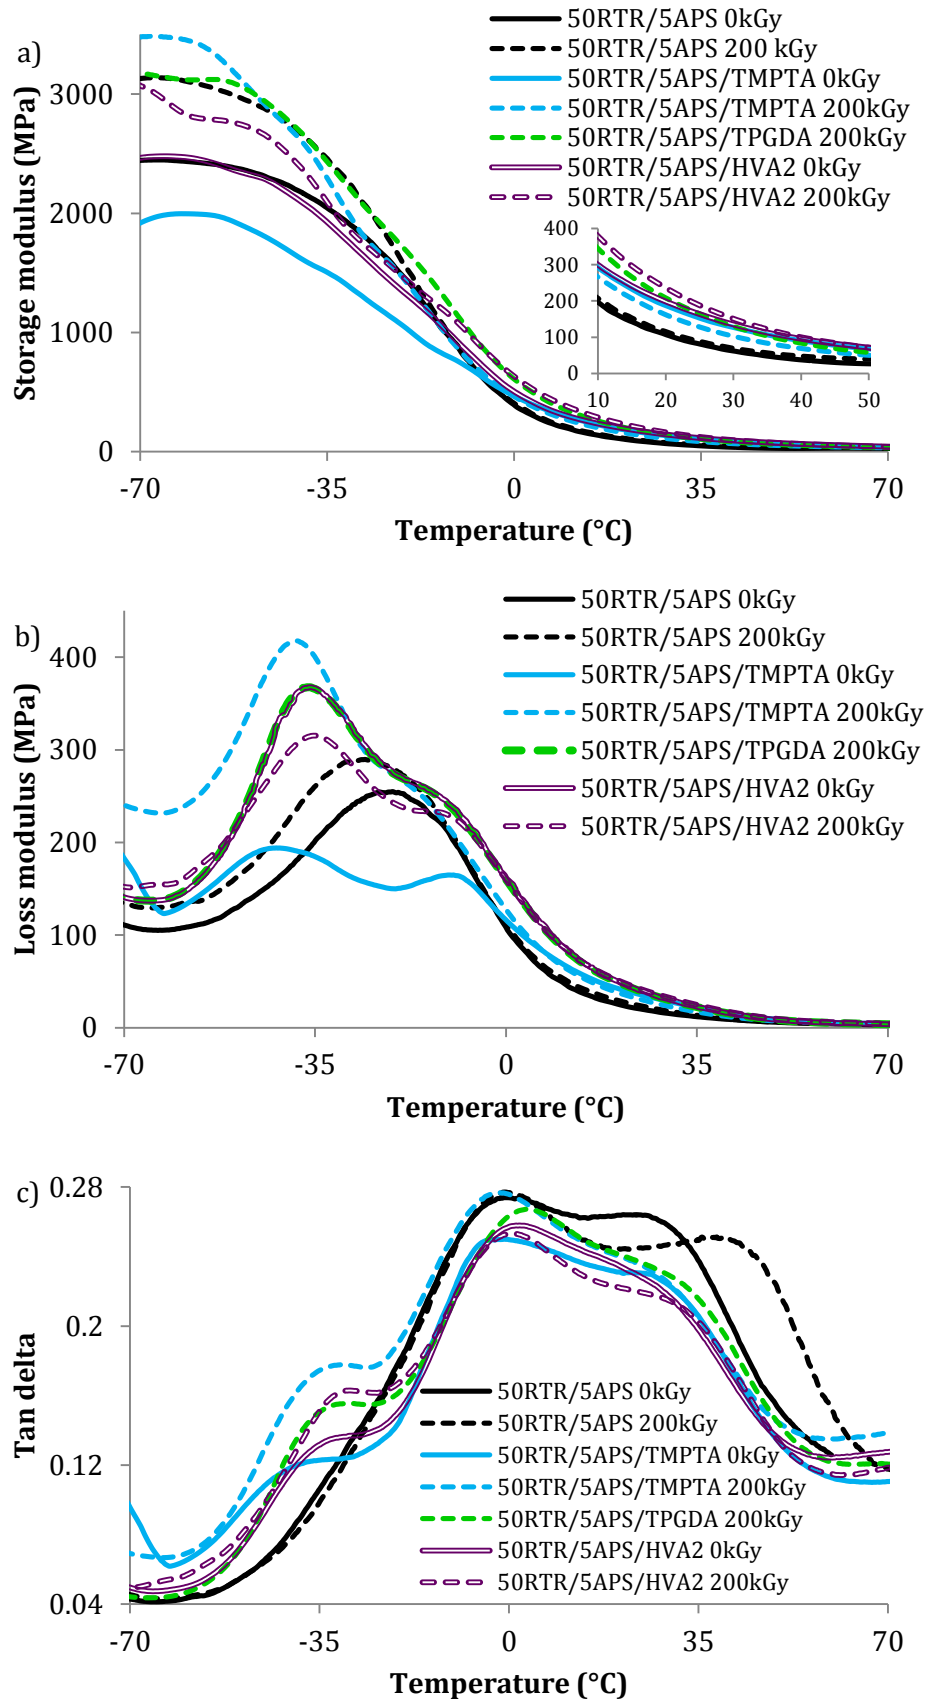 a)
50RTR/5APS 0kGy
50RTR/5APS 200 kGy
50RTR/5APS/TMPTA 0kGy
50RTR/5APS/TMPTA 200kGy
50RTR/5APS/TPGDA 200kGy
50RTR/5APS/HVA2 0kGy
50RTR/5APS/HVA2 200kGy
Storage modulus (MPa)
3000
2000
1000
0
400
300
200
100
0
10 20 30 40 50
-70 -35 0 35 70
Temperature (°C)
b)
50RTR/5APS 0kGy
50RTR/5APS 200kGy
50RTR/5APS/TMPTA 0kGy
50RTR/5APS/TMPTA 200kGy
50RTR/5APS/TPGDA 200kGy
50RTR/5APS/HVA2 0kGy
50RTR/5APS/HVA2 200kGy
Loss modulus (MPa)
400
300
200
100
0
-70 -35 0 35 70
Temperature (°C)
c)
Tan delta
0.28
0.2
0.12
0.04
50RTR/5APS 0kGy
50RTR/5APS 200kGy
50RTR/5APS/TMPTA 0kGy
50RTR/5APS/TMPTA 200kGy
50RTR/5APS/TPGDA 200kGy
50RTR/5APS/HVA2 0kGy
50RTR/5APS/HVA2 200kGy
-70 -35 0 35 70
Temperature (°C)